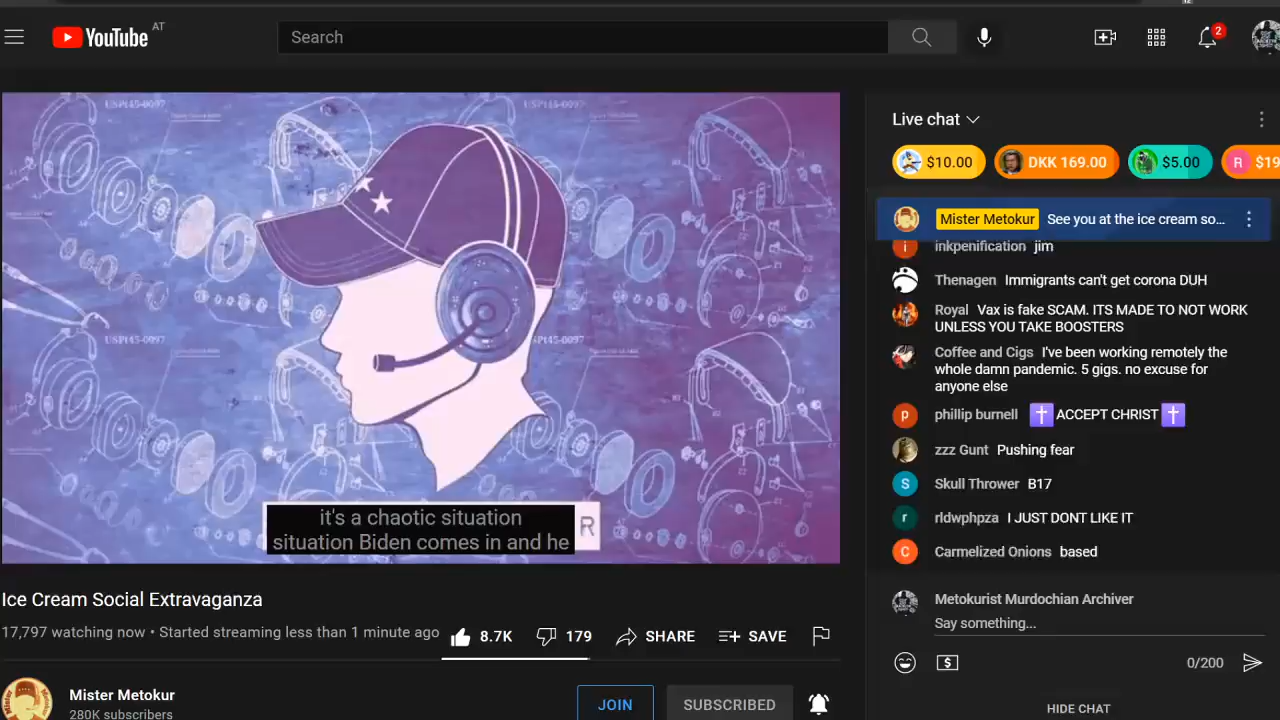 YouTube AT
Search
2
USPt45-0097
USPt45-0097
USPt45-0097
USPt45-0097
it's a chaotic situation
situation Biden comes in and he
R
Ice Cream Social Extravaganza
17,797 watching now • Started streaming less than 1 minute ago
8.7K
179
SHARE
SAVE
Mister Metokur
280K subscribers
JOIN
SUBSCRIBED
Live chat
$10.00
DKK 169.00
$5.00
R $19
Mister Metokur See you at the ice cream so...
i inkpenification jim
Thenagen Immigrants can't get corona DUH
Royal Vax is fake SCAM. ITS MADE TO NOT WORK
UNLESS YOU TAKE BOOSTERS
Coffee and Cigs I've been working remotely the
whole damn pandemic. 5 gigs. no excuse for
anyone else
p phillip burnell ✝️ACCEPT CHRIST✝️
zzz Gunt Pushing fear
S Skull Thrower B17
r rldwphpza I JUST DONT LIKE IT
C Carmelized Onions based
Metokurist Murdochian Archiver
Say something...
$
0/200
HIDE CHAT